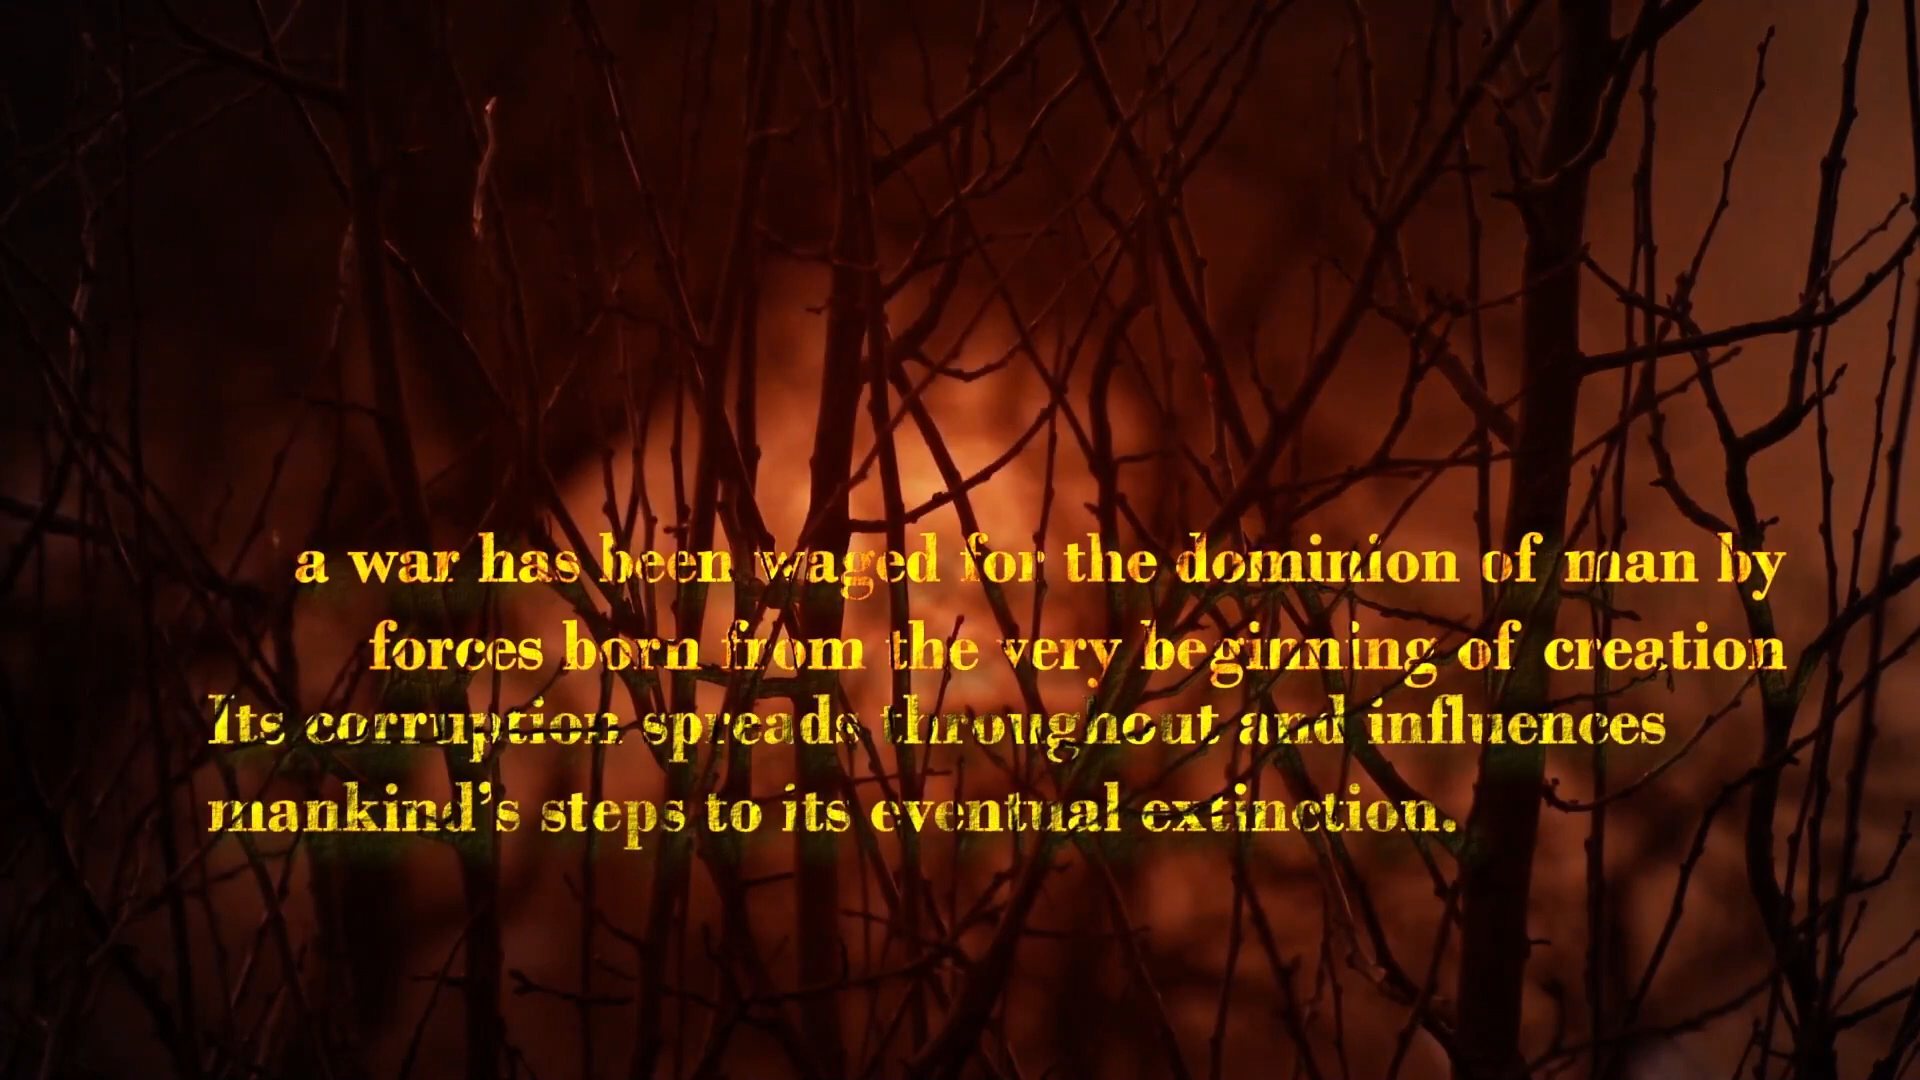 a war has been waged for the dominion of man by
forces born from the very beginning of creation
Its corruption spreads throughout and influences
mankind's steps to its eventual extinction.